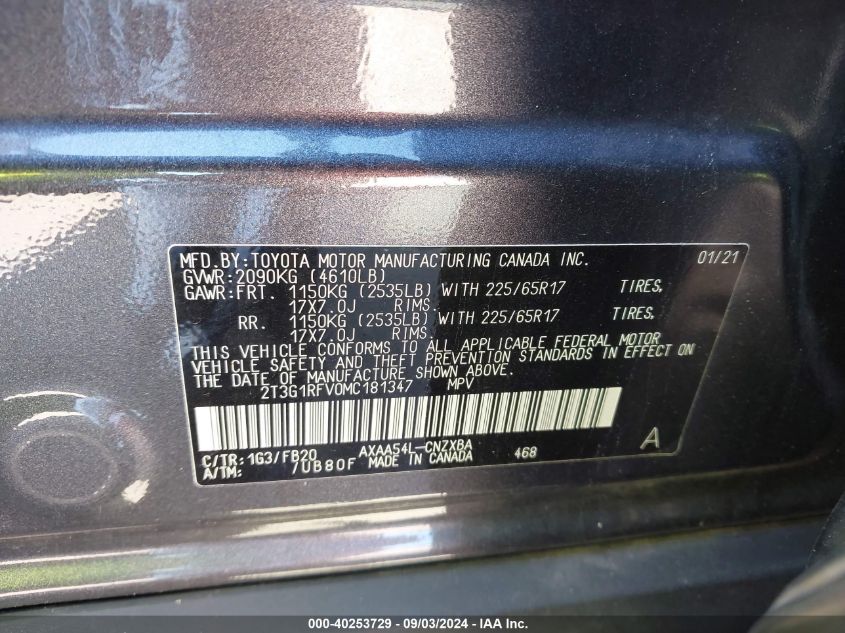 MFD.BY:TOYOTA MOTOR MANUFACTURING CANADA INC. 01/21
GVWR:2090KG (4610LB)
GAWR:FRT. 1150KG (2535LB) WITH 225/65R17 TIRES,
17X7.0J RIMS.
RR. 1150KG (2535LB) WITH 225/65R17 TIRES,
17X7.0J RIMS.
THIS VEHICLE CONFORMS TO ALL APPLICABLE FEDERAL MOTOR
VEHICLE SAFETY AND THEFT PREVENTION STANDARDS IN EFFECT ON
THE DATE OF MANUFACTURE SHOWN ABOVE.
2T3G1RFV0MC181347 MPV
A
C/TR:1G3/FB20 AXAA54L-CNZXBA 468
A/TM: /UB80F MADE IN CANADA
000-40253729 - 09/03/2024 - IAA Inc.